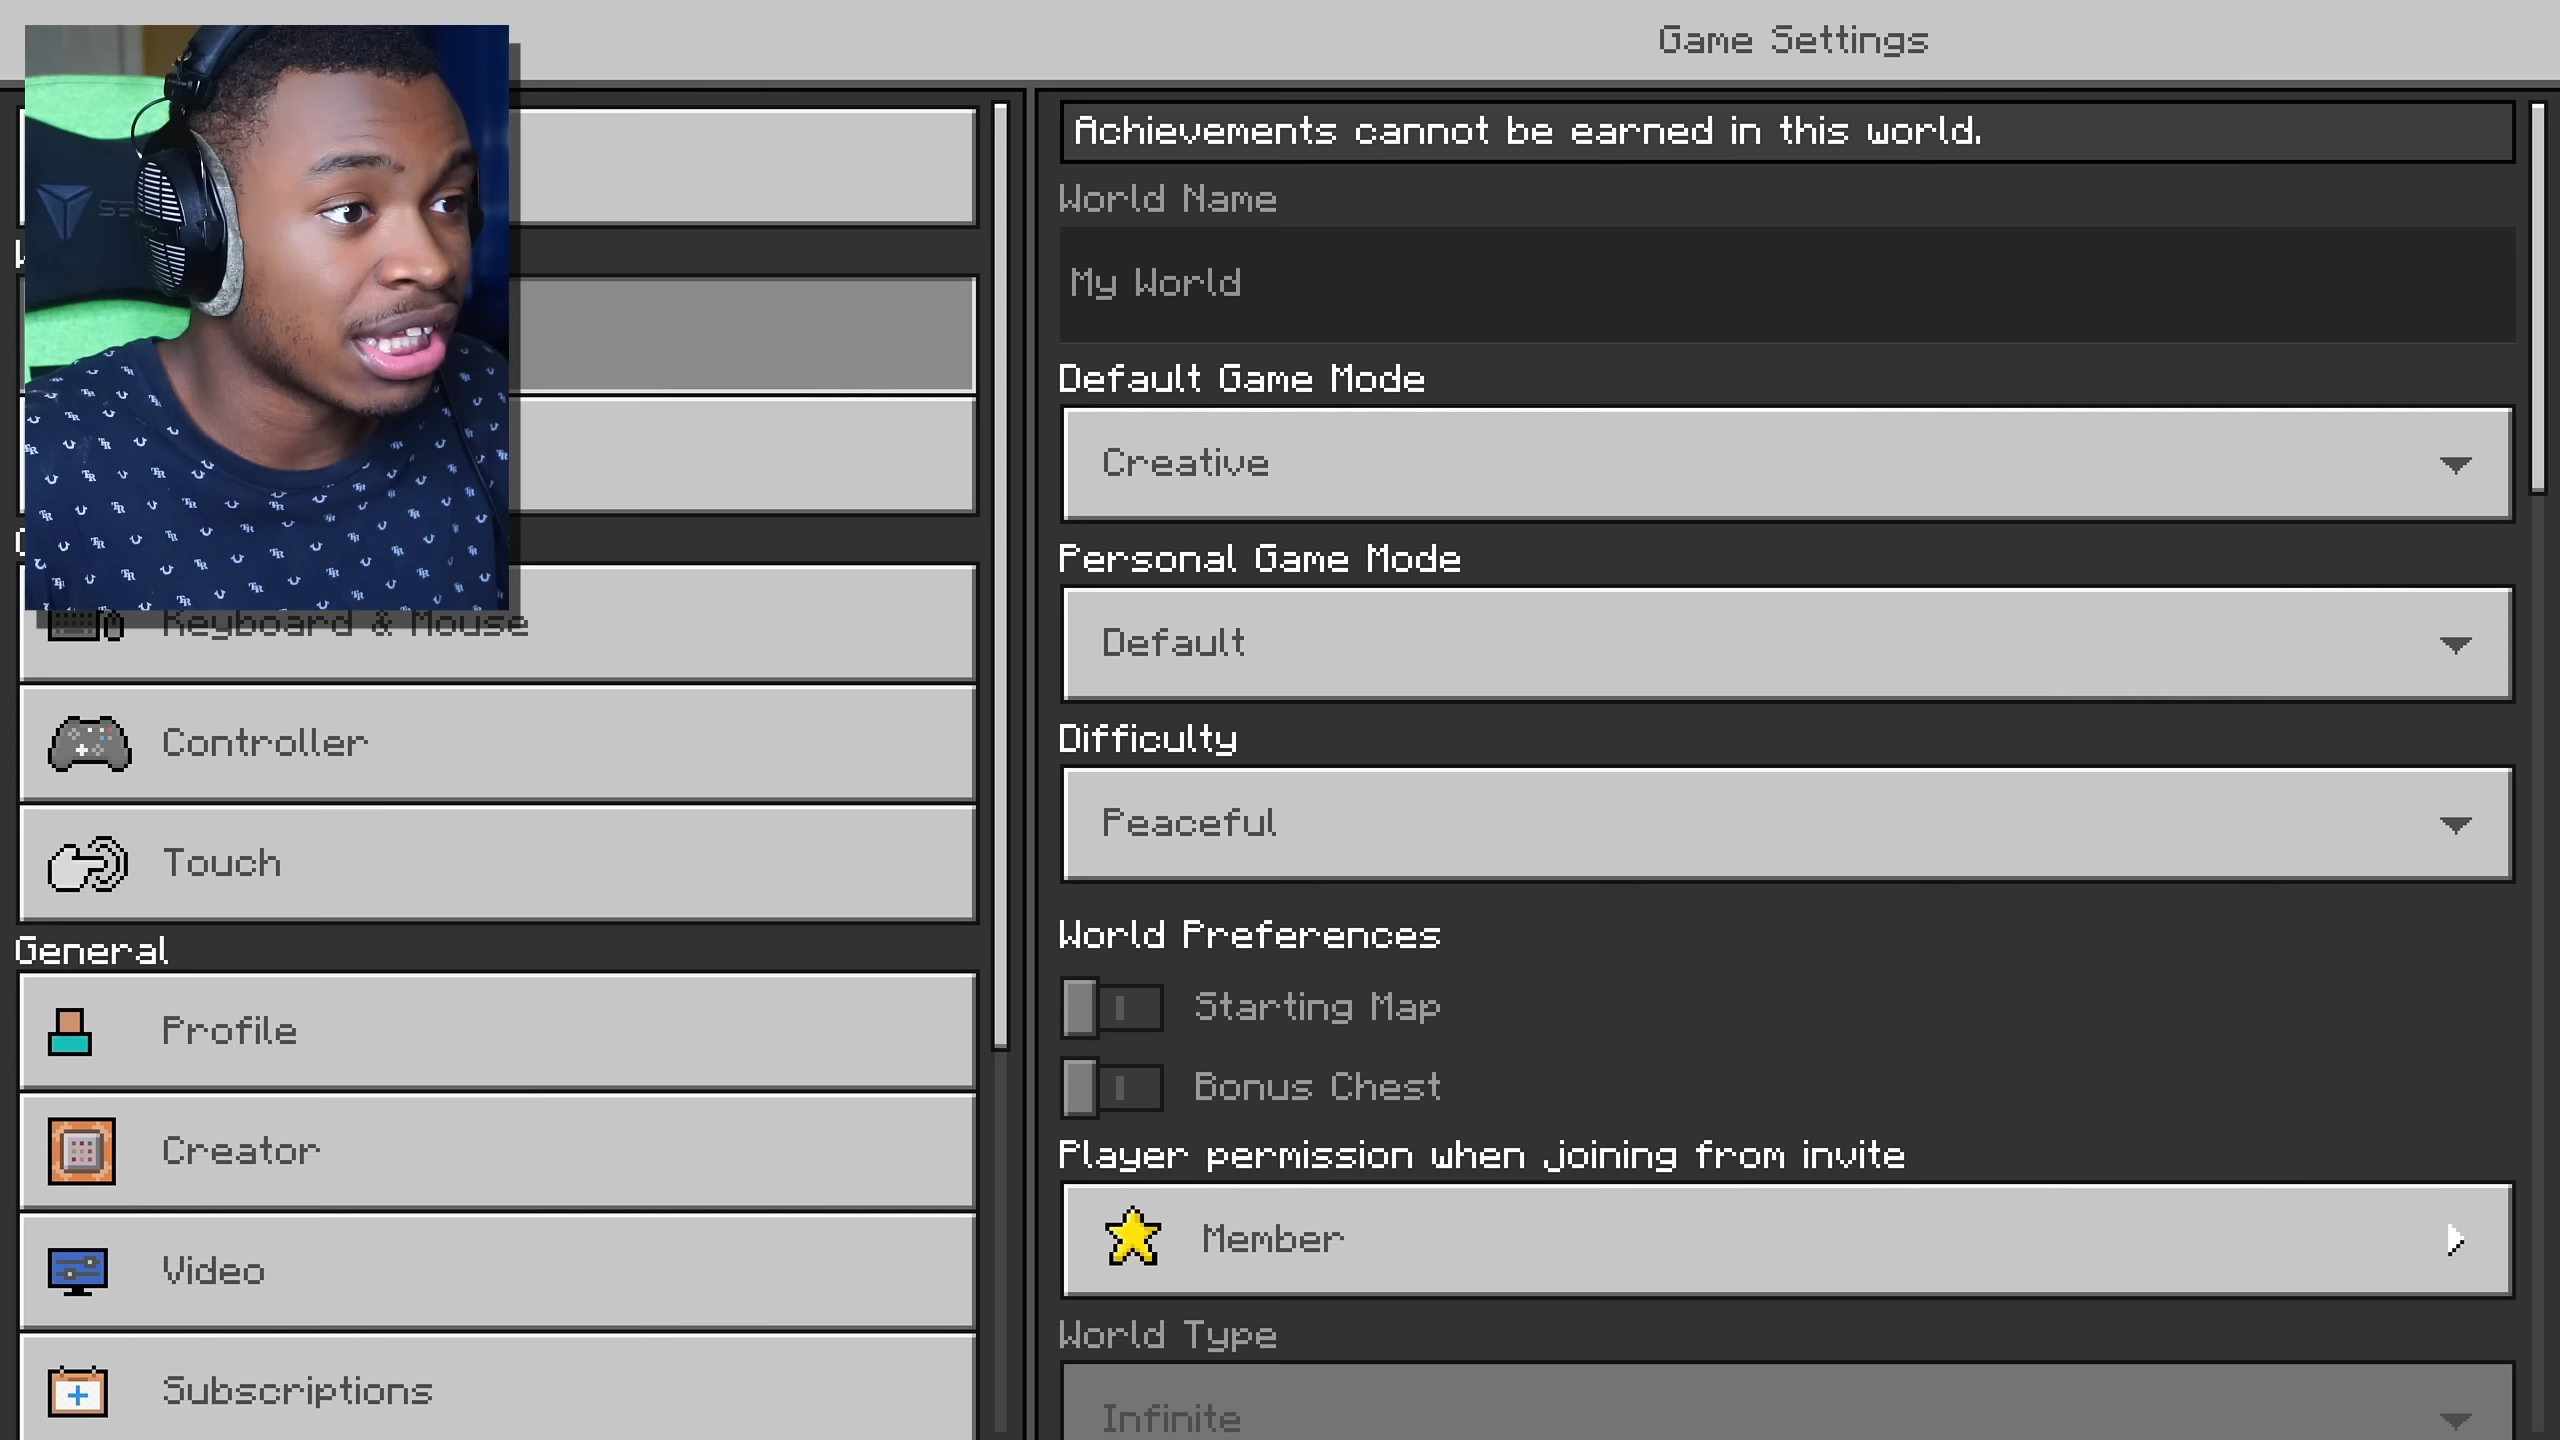 Game Settings
Keyboard & Mouse
Controller
Touch
General
Profile
Creator
Video
Subscriptions
Achievements cannot be earned in this world.
World Name
My World
Default Game Mode
Creative
Personal Game Mode
Default
Difficulty
Peaceful
World Preferences
Starting Map
Bonus Chest
Player permission when joining from invite
Member
World Type
Infinite